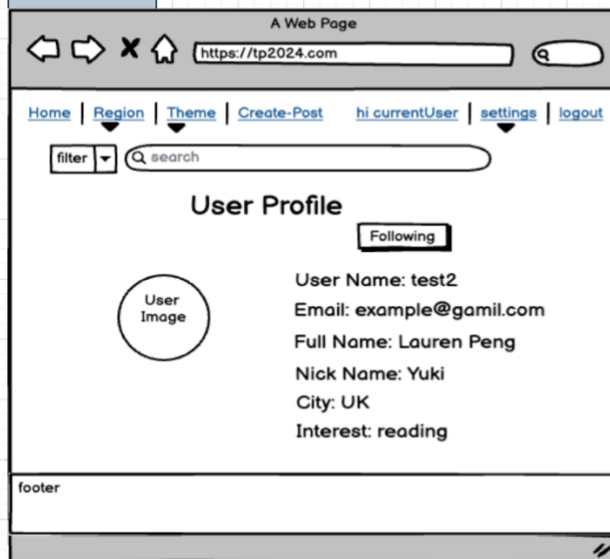 A Web Page
https://tp2024.com
Home | Region | Theme | Create-Post hi currentUser | settings | logout
filter search
User Profile
Following
User Image
User Name: test2
Email: example@gamil.com
Full Name: Lauren Peng
Nick Name: Yuki
City: UK
Interest: reading
footer